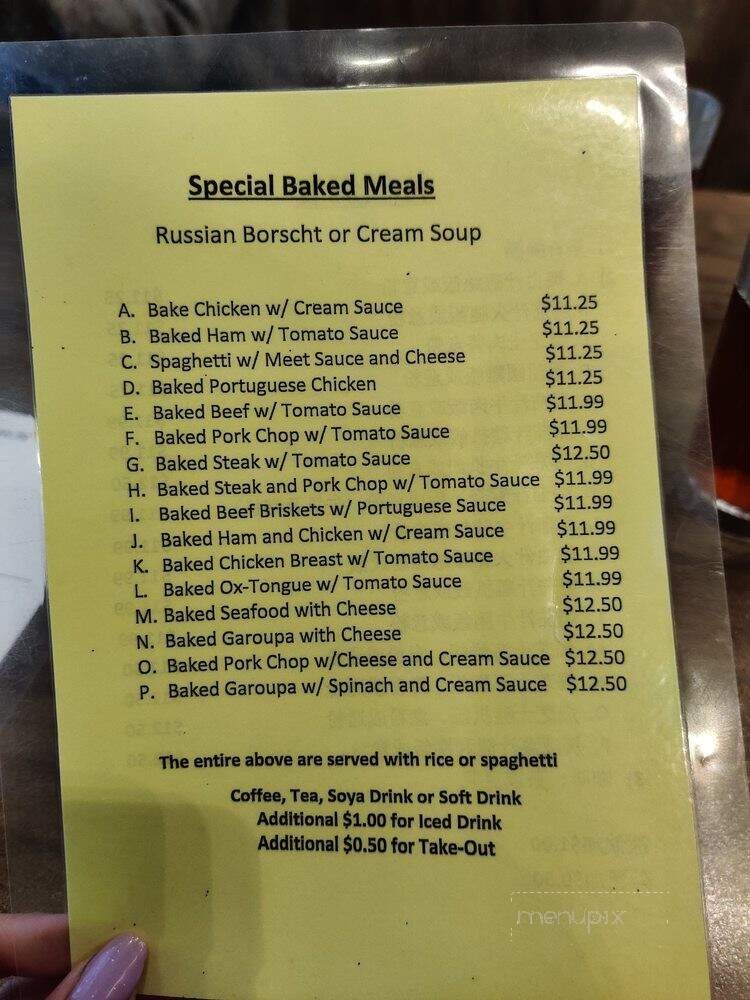 Special Baked Meals
Russian Borscht or Cream Soup
A. Bake Chicken w/ Cream Sauce $11.25
B. Baked Ham w/ Tomato Sauce $11.25
C. Spaghetti w/ Meet Sauce and Cheese $11.25
D. Baked Portuguese Chicken $11.25
E. Baked Beef w/ Tomato Sauce $11.99
F. Baked Pork Chop w/ Tomato Sauce $11.99
G. Baked Steak w/ Tomato Sauce $12.50
H. Baked Steak and Pork Chop w/ Tomato Sauce $11.99
I. Baked Beef Briskets w/ Portuguese Sauce $11.99
J. Baked Ham and Chicken w/ Cream Sauce $11.99
K. Baked Chicken Breast w/ Tomato Sauce $11.99
L. Baked Ox-Tongue w/ Tomato Sauce $11.99
M. Baked Seafood with Cheese $12.50
N. Baked Garoupa with Cheese $12.50
O. Baked Pork Chop w/Cheese and Cream Sauce $12.50
P. Baked Garoupa w/ Spinach and Cream Sauce $12.50
The entire above are served with rice or spaghetti
Coffee, Tea, Soya Drink or Soft Drink
Additional $1.00 for Iced Drink
Additional $0.50 for Take-Out
menupix